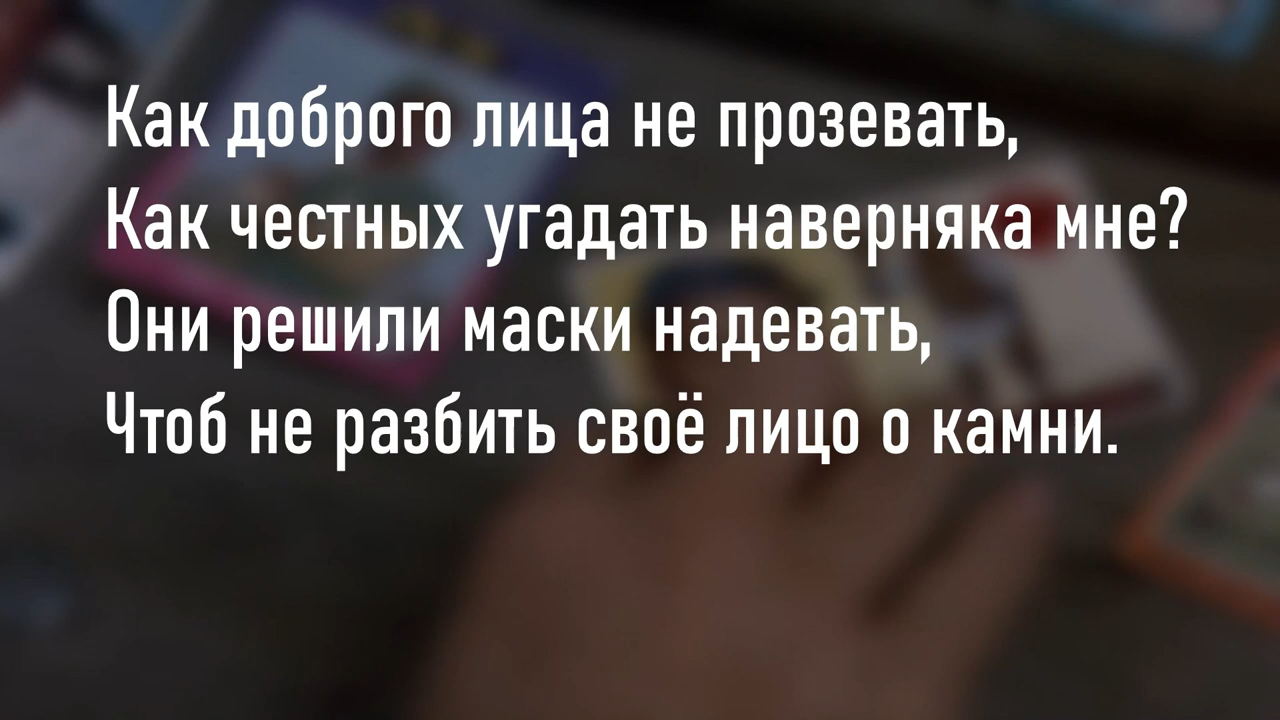 Как доброго лица не прозевать,
Как честных угадать наверняка мне?
Они решили маски надевать,
Чтоб не разбить своё лицо о камни.